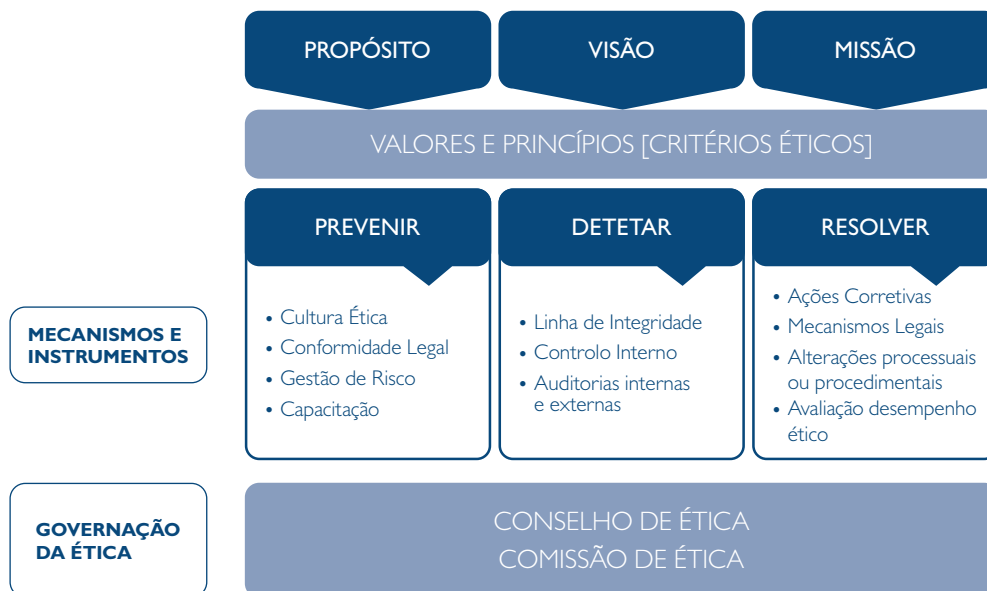 PROPÓSITO
VISÃO
MISSÃO
VALORES E PRINCÍPIOS [CRITÉRIOS ÉTICOS]
MECANISMOS E
INSTRUMENTOS
PREVENIR
• Cultura Ética
• Conformidade Legal
• Gestão de Risco
• Capacitação
DETETAR
• Linha de Integridade
• Controlo Interno
• Auditorias internas
e externas
RESOLVER
• Ações Corretivas
• Mecanismos Legais
• Alterações processuais
ou procedimentais
• Avaliação desempenho
ético
GOVERNAÇÃO
DA ÉTICA
CONSELHO DE ÉTICA
COMISSÃO DE ÉTICA